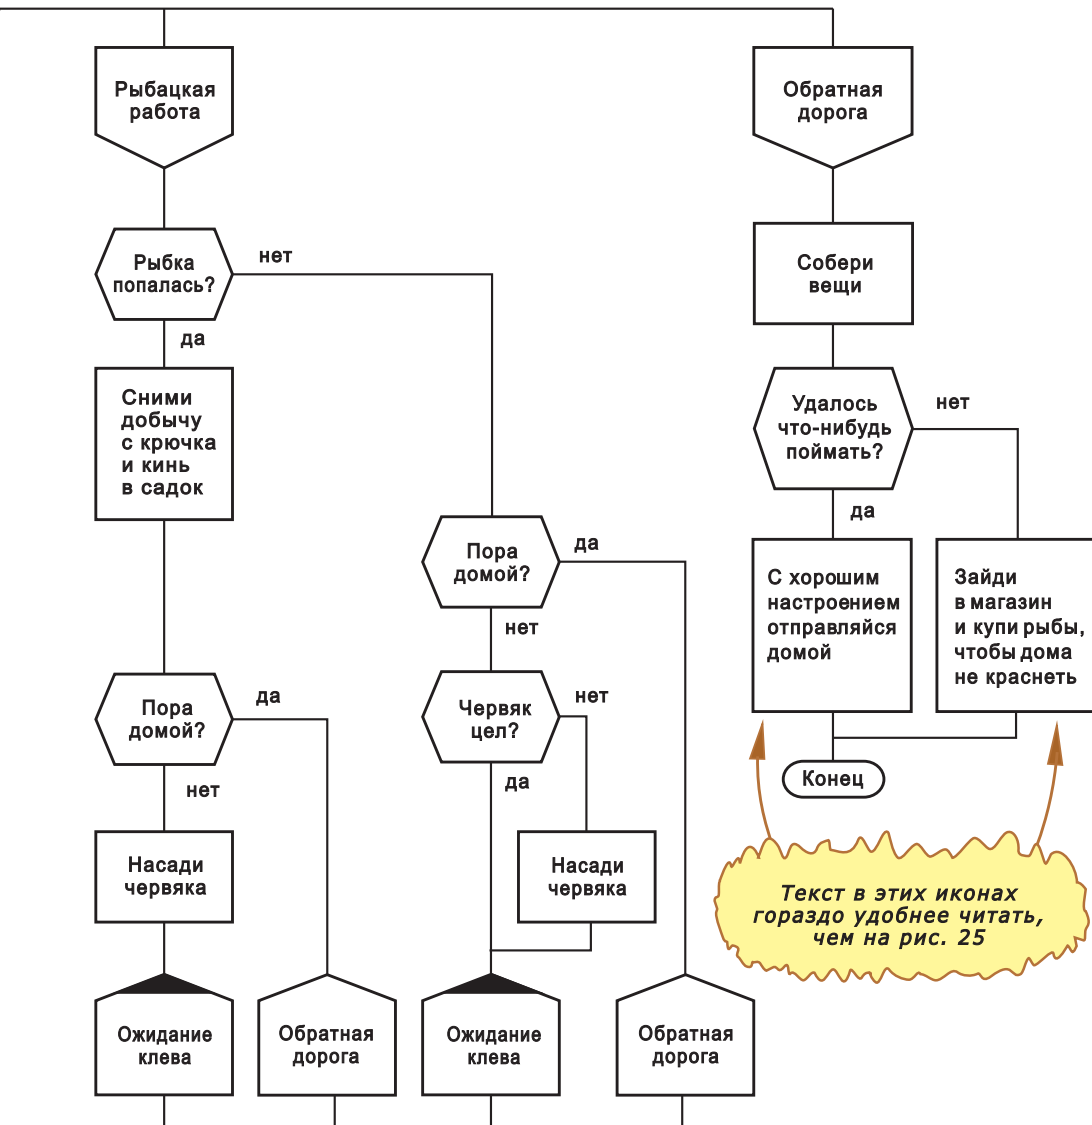 Рыбацкая
работа
Рыбка
попалась?
нет
да
Сними
добычу
с крючка
и кинь
в садок
Пора
домой?
да
нет
Насади
червяка
Ожидание
клева
Обратная
дорога
Пора
домой?
да
нет
Червяк
цел?
нет
да
Насади
червяка
Ожидание
клева
Обратная
дорога
Обратная
дорога
Собери
вещи
Удалось
что-нибудь
поймать?
нет
да
С хорошим
настроением
отправляйся
домой
Зайди
в магазин
и купи рыбы,
чтобы дома
не краснеть
Конец
Текст в этих иконах
гораздо удобнее читать,
чем на рис. 25